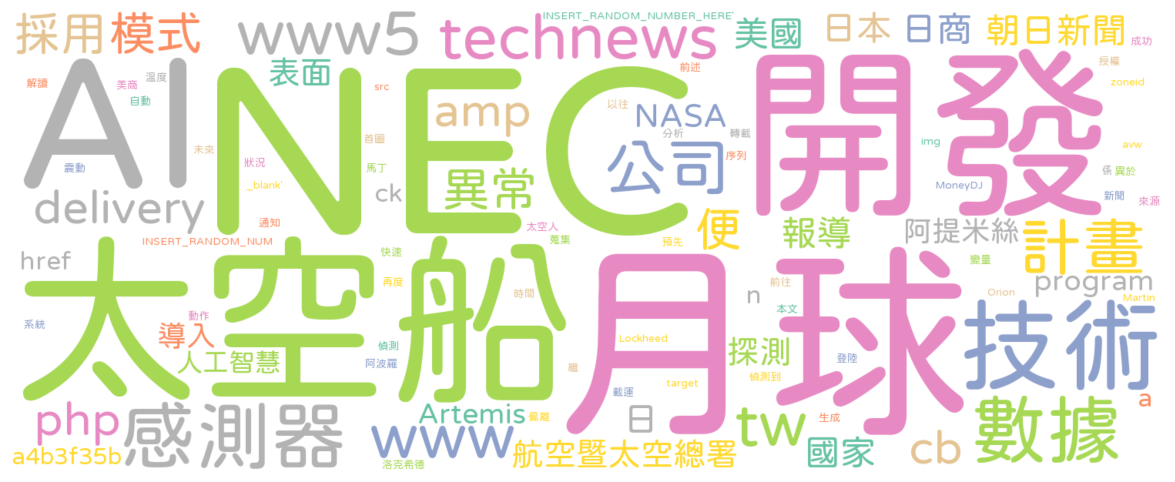 採用 模式 www5 technews INSERT_RANDOM_NUMBER_HERE' 美國 日本 日商 朝日新聞 成功
解讀 美商 溫度 自動 表面 src 前述 授權 zoneid
AI NEC 開發
amp NASA 以往 分析 轉載 img avw
震動 未來 狀況 首圖 馬丁 公司 序列 係 異於
_blank' ck 異常 MoneyDJ 新聞 來源
delivery 通知 太空人 便 報導 阿提米絲 計畫
INSERT_RANDOM_NUM 快速 蒐集 預先 變量
href 太空船 月球 program
再度 時間 n 前往 Orion Martin
系統 動作 本文 技術
導入 偵測 Lockheed 探測 登陸
人工智慧 阿波羅 艙 偵測到
target 載運 a
php 感測器 Artemis 最離 日 生成 tw 數據
a4b3f35b www 航空暨太空總署 國家 cb
洛克希德